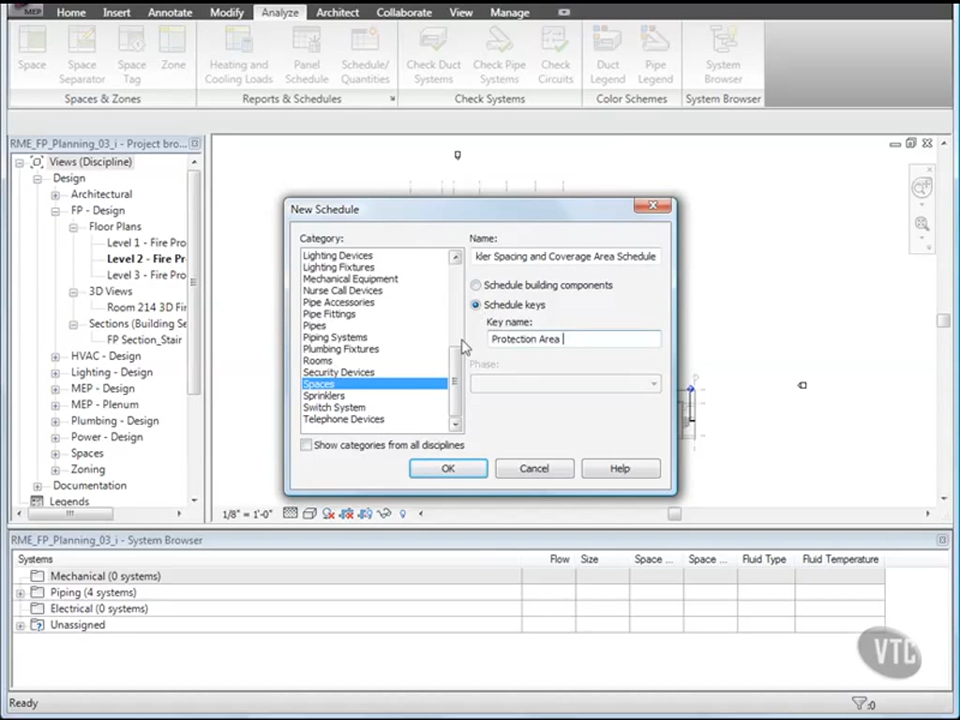 MEP
Home Insert Annotate Modify Analyze Architect Collaborate View Manage
Space Space Separator Space Tag Zone Heating and Cooling Loads Panel Schedule Schedule/ Quantities Check Duct Systems Check Pipe Systems Check Circuits Duct Legend Pipe Legend System Browser
Spaces & Zones Reports & Schedules Check Systems Color Schemes System Browser
RME_FP_Planning_03_i - Project bro...
Views (Discipline)
Design
Architectural
FP - Design
Floor Plans
Level 1 - Fire Pro
Level 2 - Fire Pr
Level 3 - Fire Pro
3D Views
Room 214 3D Fi
Sections (Building Se
FP Section_Stair
HVAC - Design
Lighting - Design
MEP - Design
MEP - Plenum
Plumbing - Design
Power - Design
Spaces
Zoning
Documentation
Legends
New Schedule
Category:
Lighting Devices
Lighting Fixtures
Mechanical Equipment
Nurse Call Devices
Pipe Accessories
Pipe Fittings
Pipes
Piping Systems
Plumbing Fixtures
Rooms
Security Devices
Spaces
Sprinklers
Switch System
Telephone Devices
Show categories from all disciplines
Name:
kler Spacing and Coverage Area Schedule
Schedule building components
Schedule keys
Key name:
Protection Area
Phase:
OK Cancel Help
1/8" = 1'-0"
RME_FP_Planning_03_i - System Browser
Systems Flow Size Space ... Space ... Fluid Type Fluid Temperature
Mechanical (0 systems)
Piping (4 systems)
Electrical (0 systems)
Unassigned
VTC
Ready :0